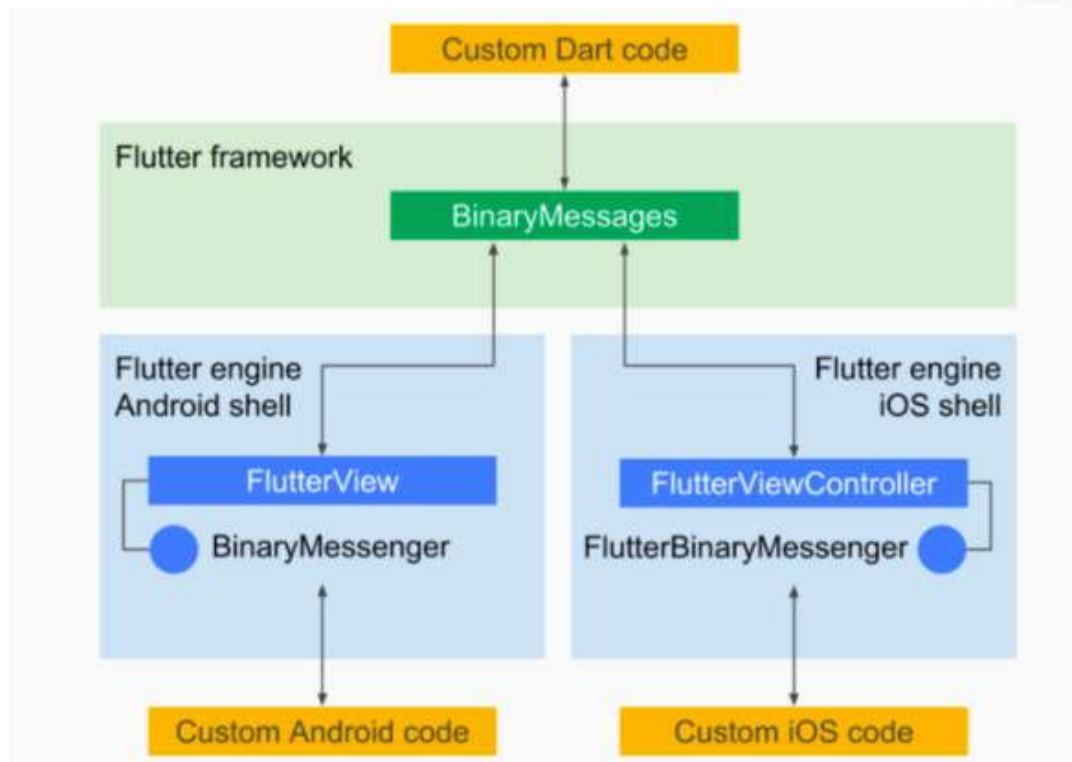 Custom Dart code
Flutter framework
BinaryMessages
Flutter engine
Android shell
Flutter engine
iOS shell
FlutterView
FlutterViewController
BinaryMessenger
FlutterBinaryMessenger
Custom Android code
Custom iOS code